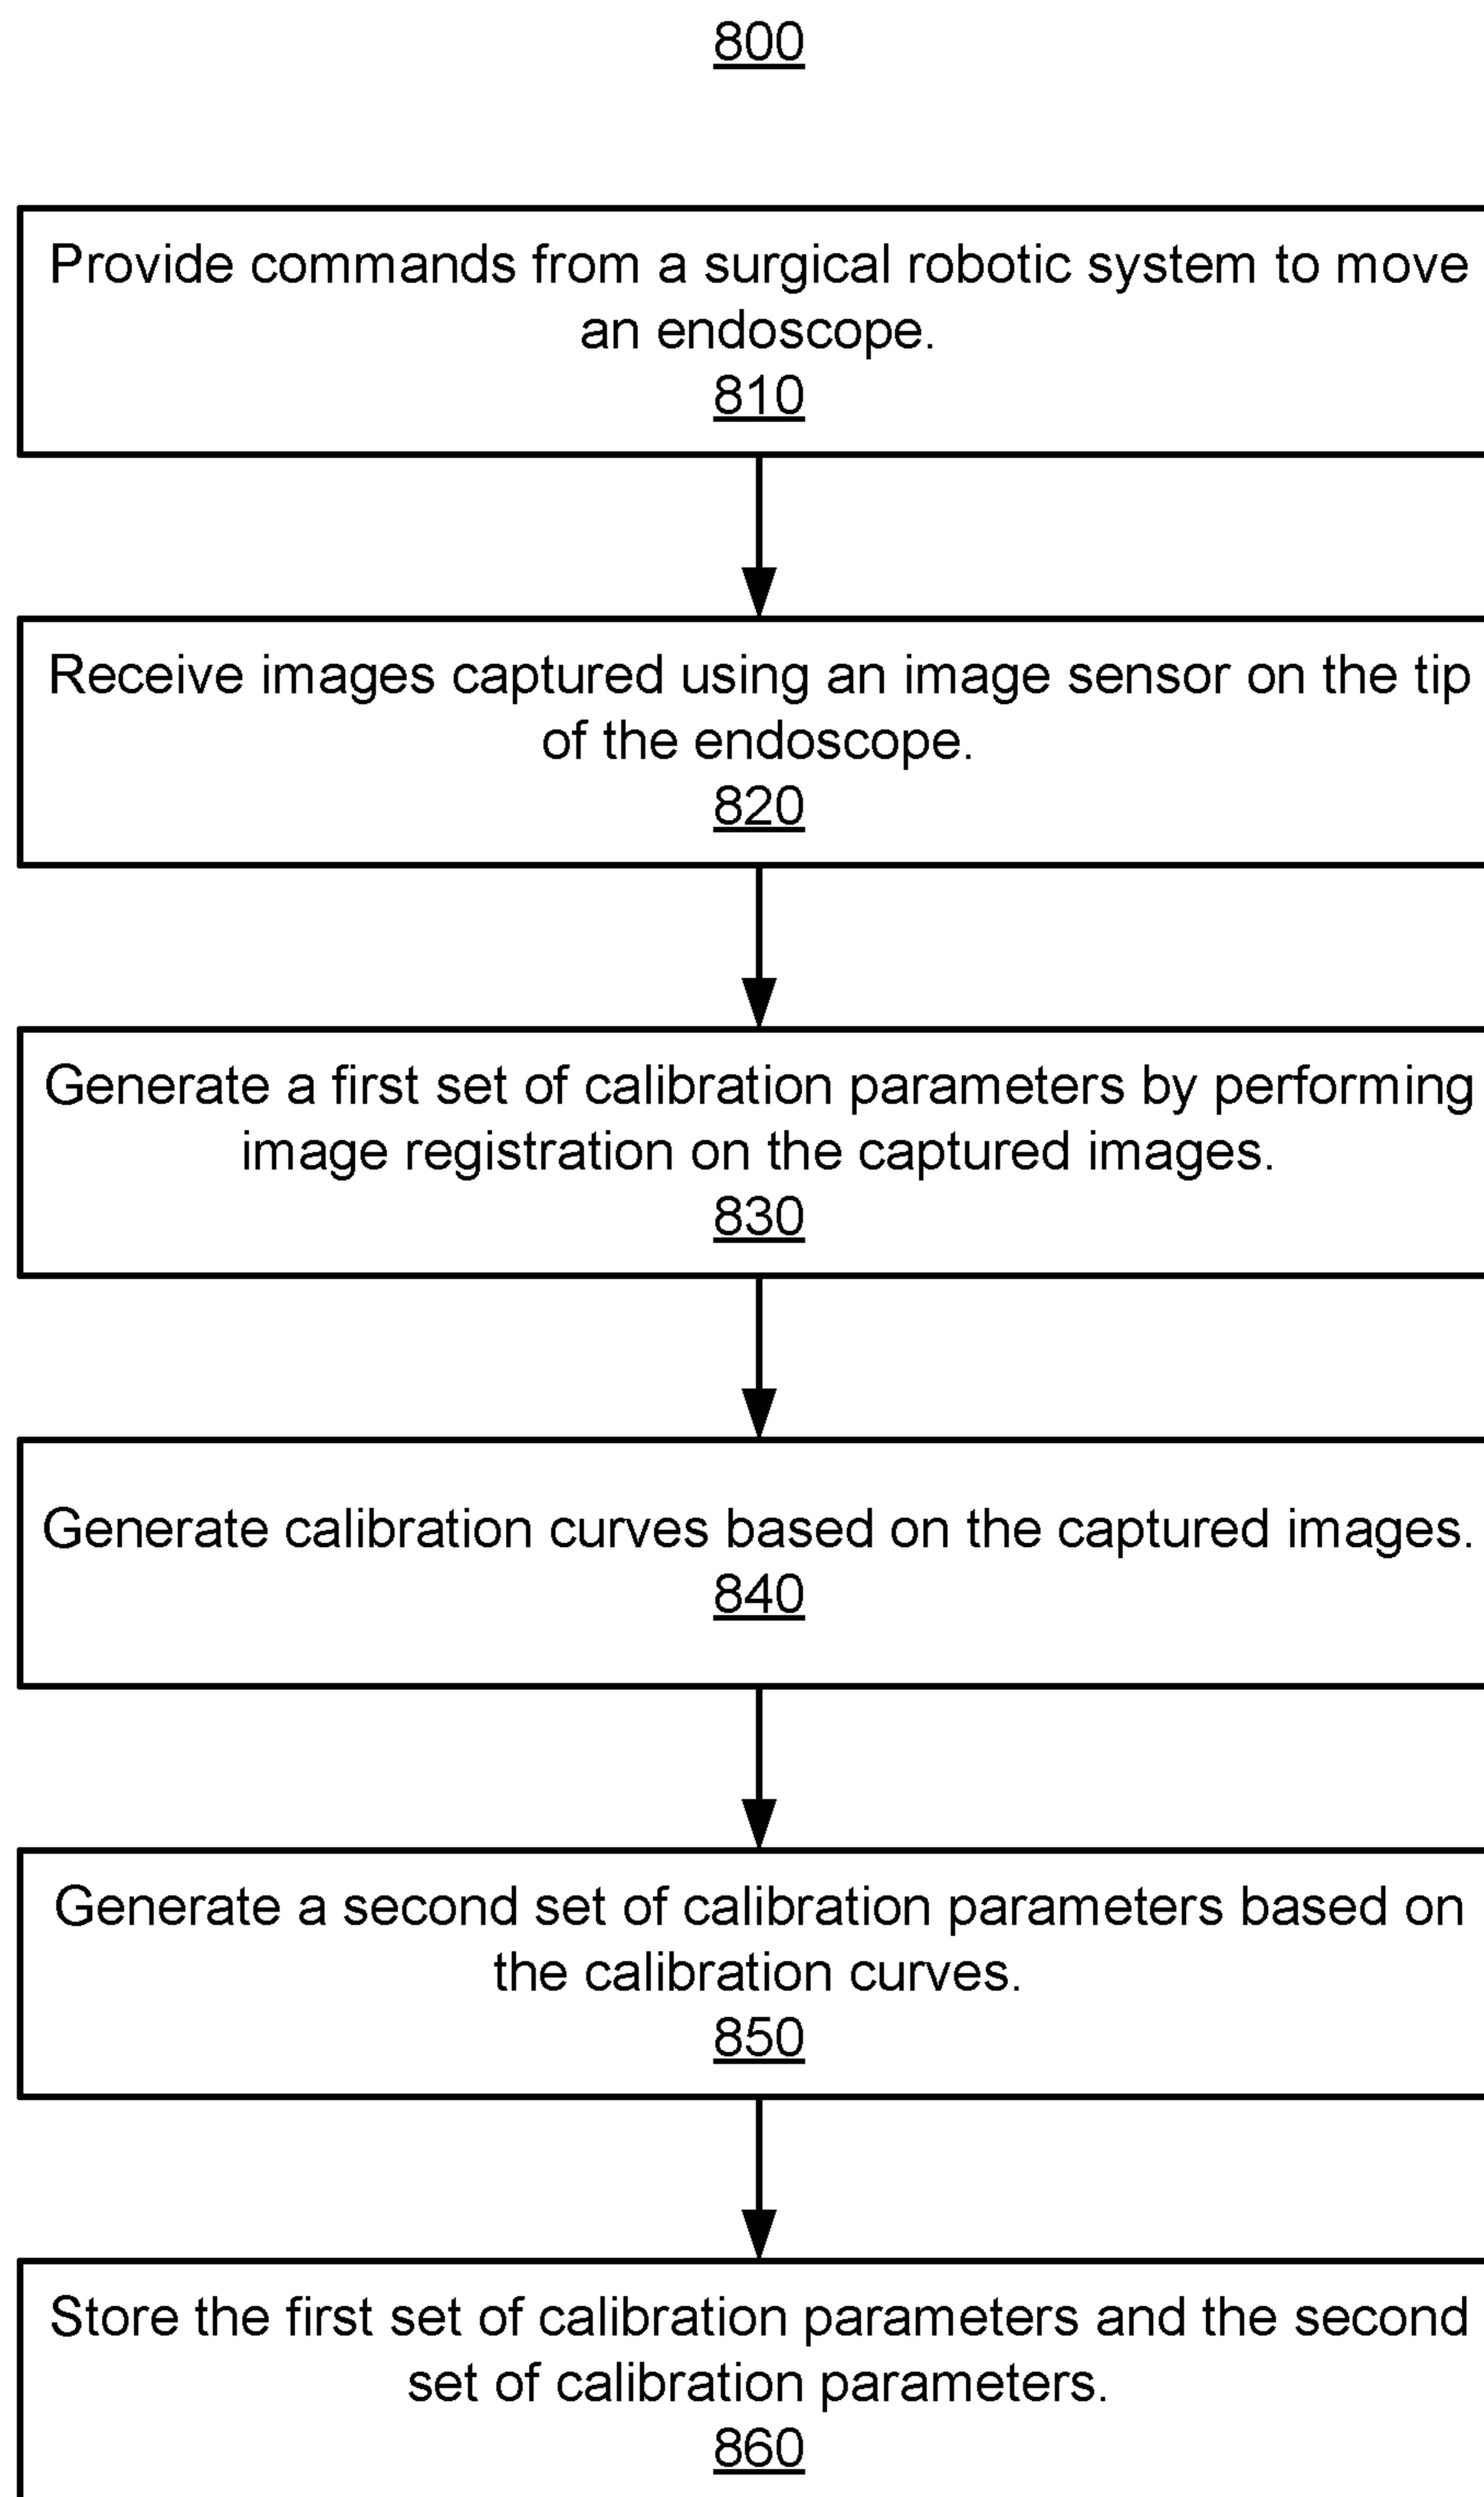 800
Provide commands from a surgical robotic system to move
an endoscope.
810
Receive images captured using an image sensor on the tip
of the endoscope.
820
Generate a first set of calibration parameters by performing
image registration on the captured images.
830
Generate calibration curves based on the captured images.
840
Generate a second set of calibration parameters based on
the calibration curves.
850
Store the first set of calibration parameters and the second
set of calibration parameters.
860